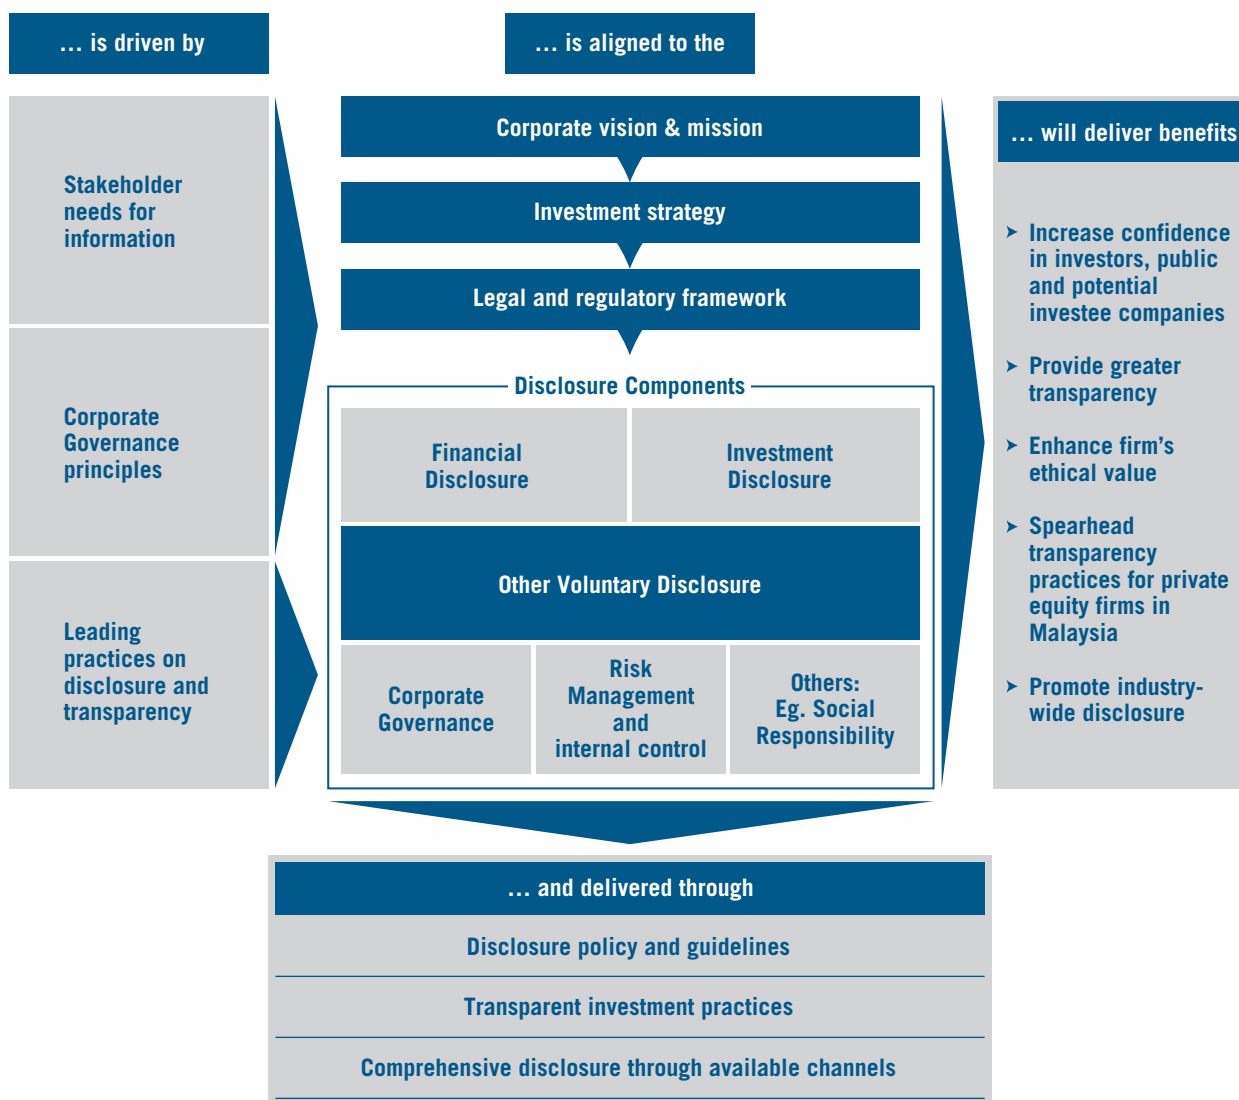 ... is driven by
Stakeholder
needs for
information
Corporate
Governance
principles
Leading
practices on
disclosure and
transparency
... is aligned to the
Corporate vision & mission
Investment strategy
Legal and regulatory framework
Disclosure Components
Financial
Disclosure
Investment
Disclosure
Other Voluntary Disclosure
Corporate
Governance
Risk
Management
and
internal control
Others:
Eg. Social
Responsibility
... will deliver benefits
➤ Increase confidence
in investors, public
and potential
investee companies
➤ Provide greater
transparency
➤ Enhance firm’s
ethical value
➤ Spearhead
transparency
practices for private
equity firms in
Malaysia
➤ Promote industry-
wide disclosure
... and delivered through
Disclosure policy and guidelines
Transparent investment practices
Comprehensive disclosure through available channels